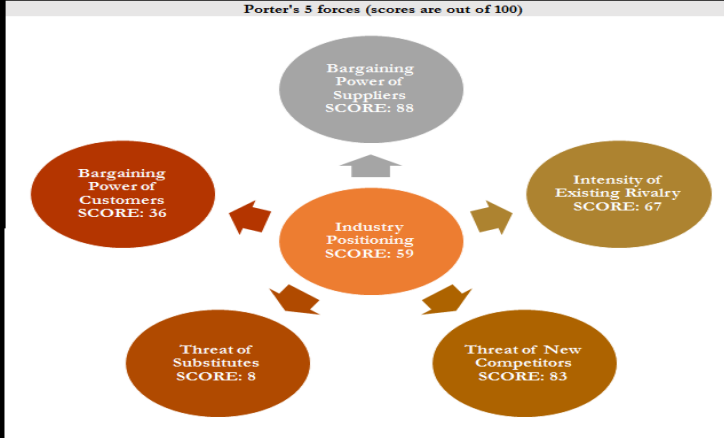 Porter's 5 forces (scores are out of 100)
Bargaining
Power of
Suppliers
SCORE: 88
Bargaining
Power of
Customers
SCORE: 36
Intensity of
Existing Rivalry
SCORE: 67
Industry
Positioning
SCORE: 59
Threat of
Substitutes
SCORE: 8
Threat of New
Competitors
SCORE: 83